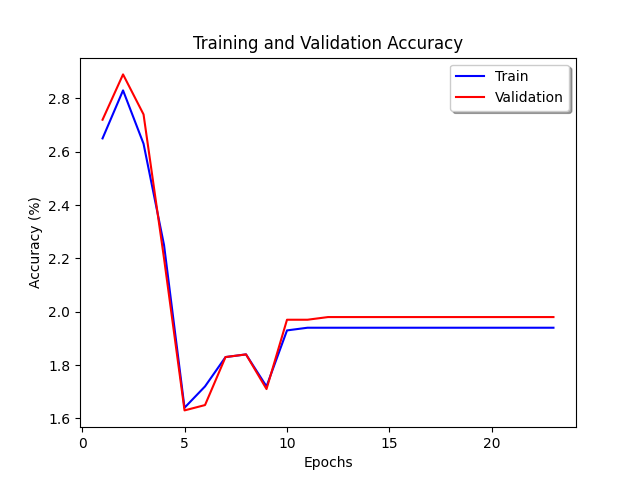 Training and Validation Accuracy
Train
Validation
Accuracy (%)
2.8
2.6
2.4
2.2
2.0
1.8
1.6
0 5 10 15 20
Epochs